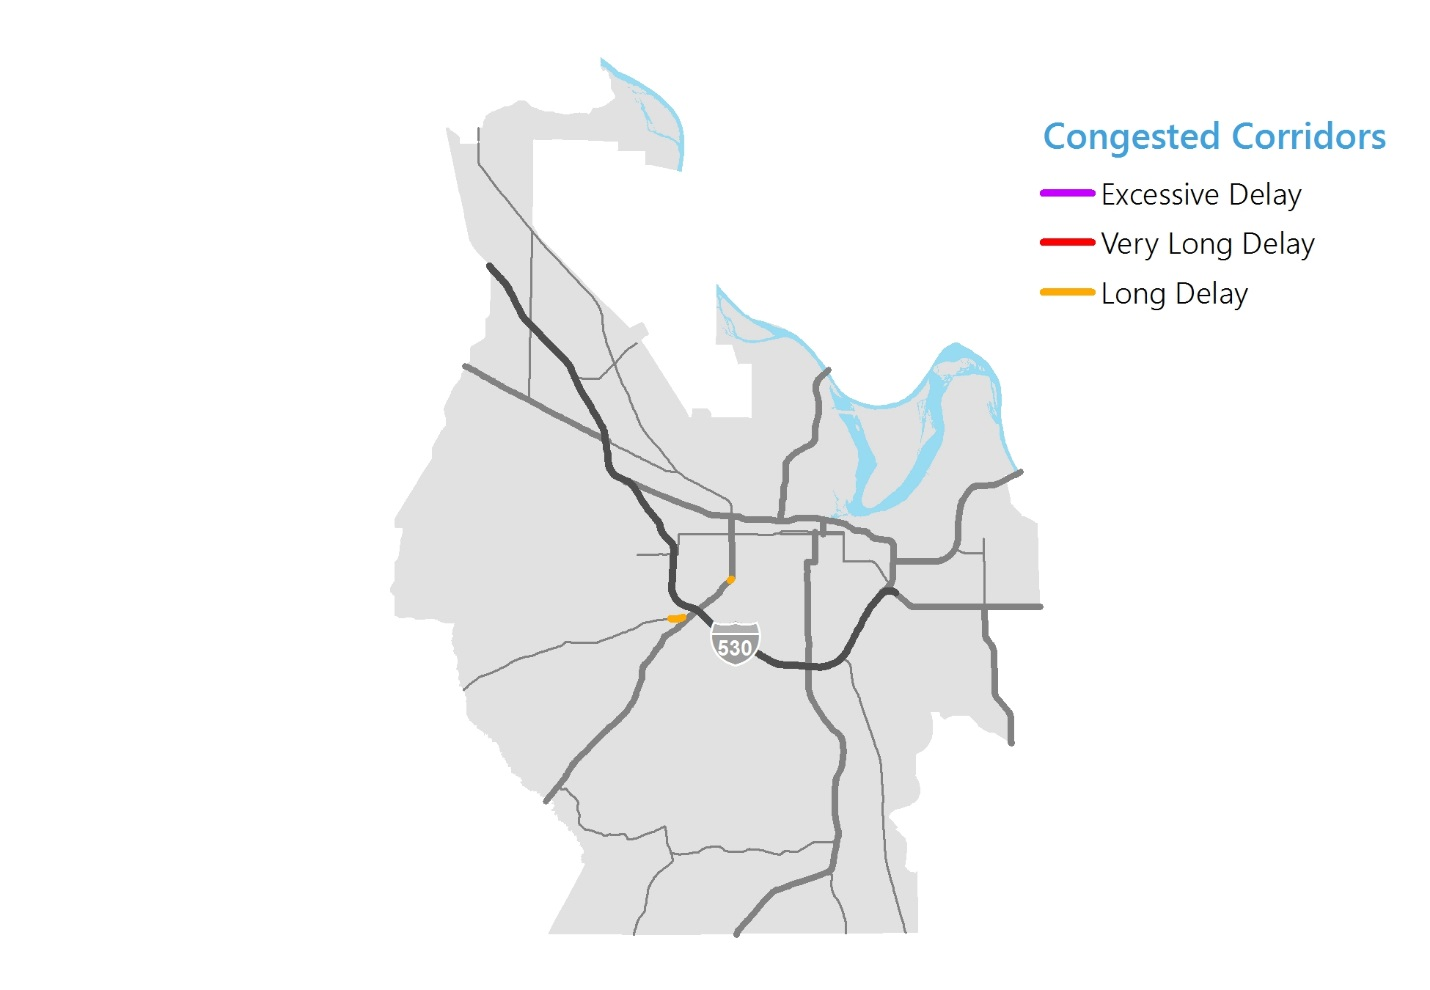 Congested Corridors
Excessive Delay
Very Long Delay
Long Delay
530